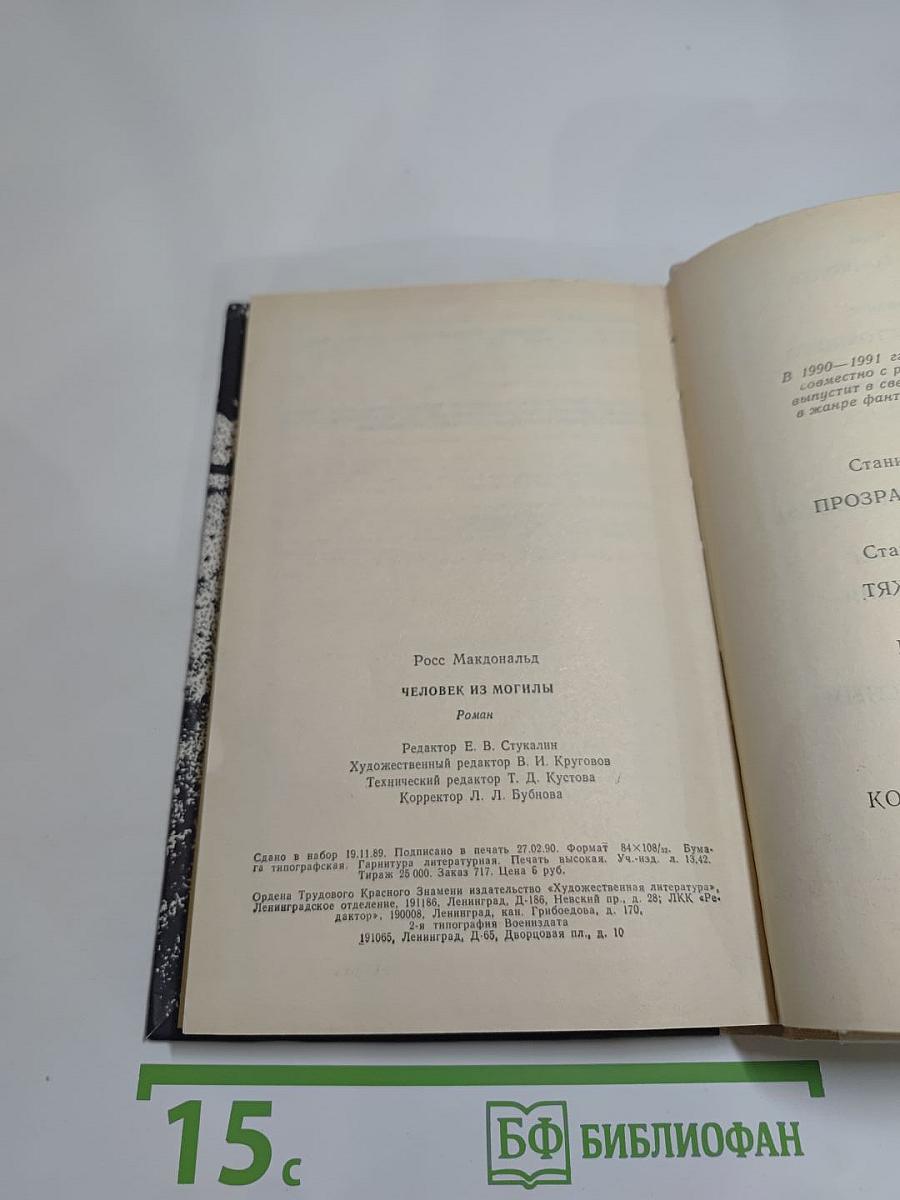 Росс Макдональд
ЧЕЛОВЕК ИЗ МОГИЛЫ
Роман
Редактор Е. В. Стукалин
Художественный редактор В. И. Круговов
Технический редактор Т. Д. Кустова
Корректор Л. Л. Бубнова
Сдано в набор 19.11.89. Подписано в печать 27.02.90. Формат 84×108/32. Бума-
га типографская. Гарнитура литературная. Печать высокая. Уч.-изд. л. 13,42.
Тираж 25 000. Заказ 717. Цена 6 руб.
Ордена Трудового Красного Знамени издательство «Художественная литература»,
Ленинградское отделение, 191186, Ленинград, Д-186, Невский пр., д. 28; ЛКК «Ре-
дактор», 190008, Ленинград, кан. Грибоедова, д. 170,
2-я типография Воениздата
191065, Ленинград, Д-65, Дворцовая пл., д. 10
В 1990—1991
совместно с
выпустит в
в жанре
ПРОЗРА
КО
15 с
БФ БИБЛИОФАН